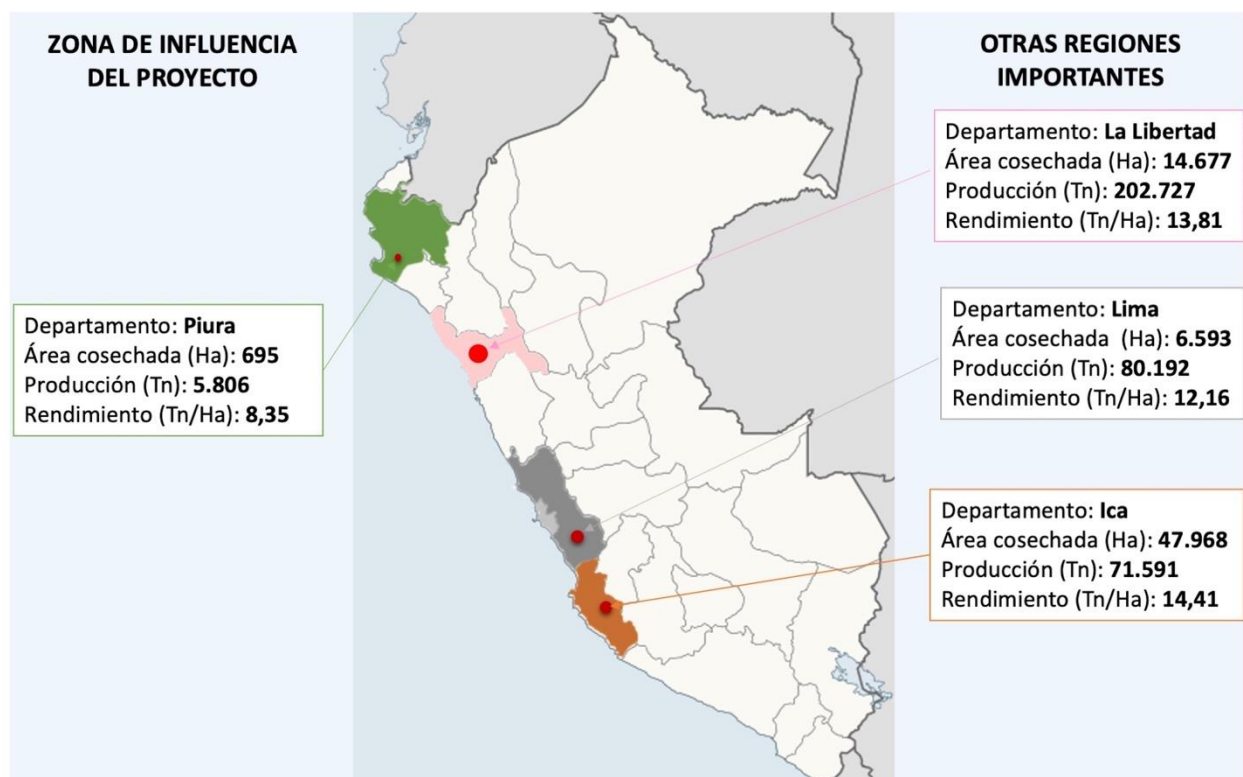 ZONA DE INFLUENCIA
DEL PROYECTO
Departamento: Piura
Área cosechada (Ha): 695
Producción (Tn): 5.806
Rendimiento (Tn/Ha): 8,35
OTRAS REGIONES
IMPORTANTES
Departamento: La Libertad
Área cosechada (Ha): 14.677
Producción (Tn): 202.727
Rendimiento (Tn/Ha): 13,81
Departamento: Lima
Área cosechada (Ha): 6.593
Producción (Tn): 80.192
Rendimiento (Tn/Ha): 12,16
Departamento: Ica
Área cosechada (Ha): 47.968
Producción (Tn): 71.591
Rendimiento (Tn/Ha): 14,41